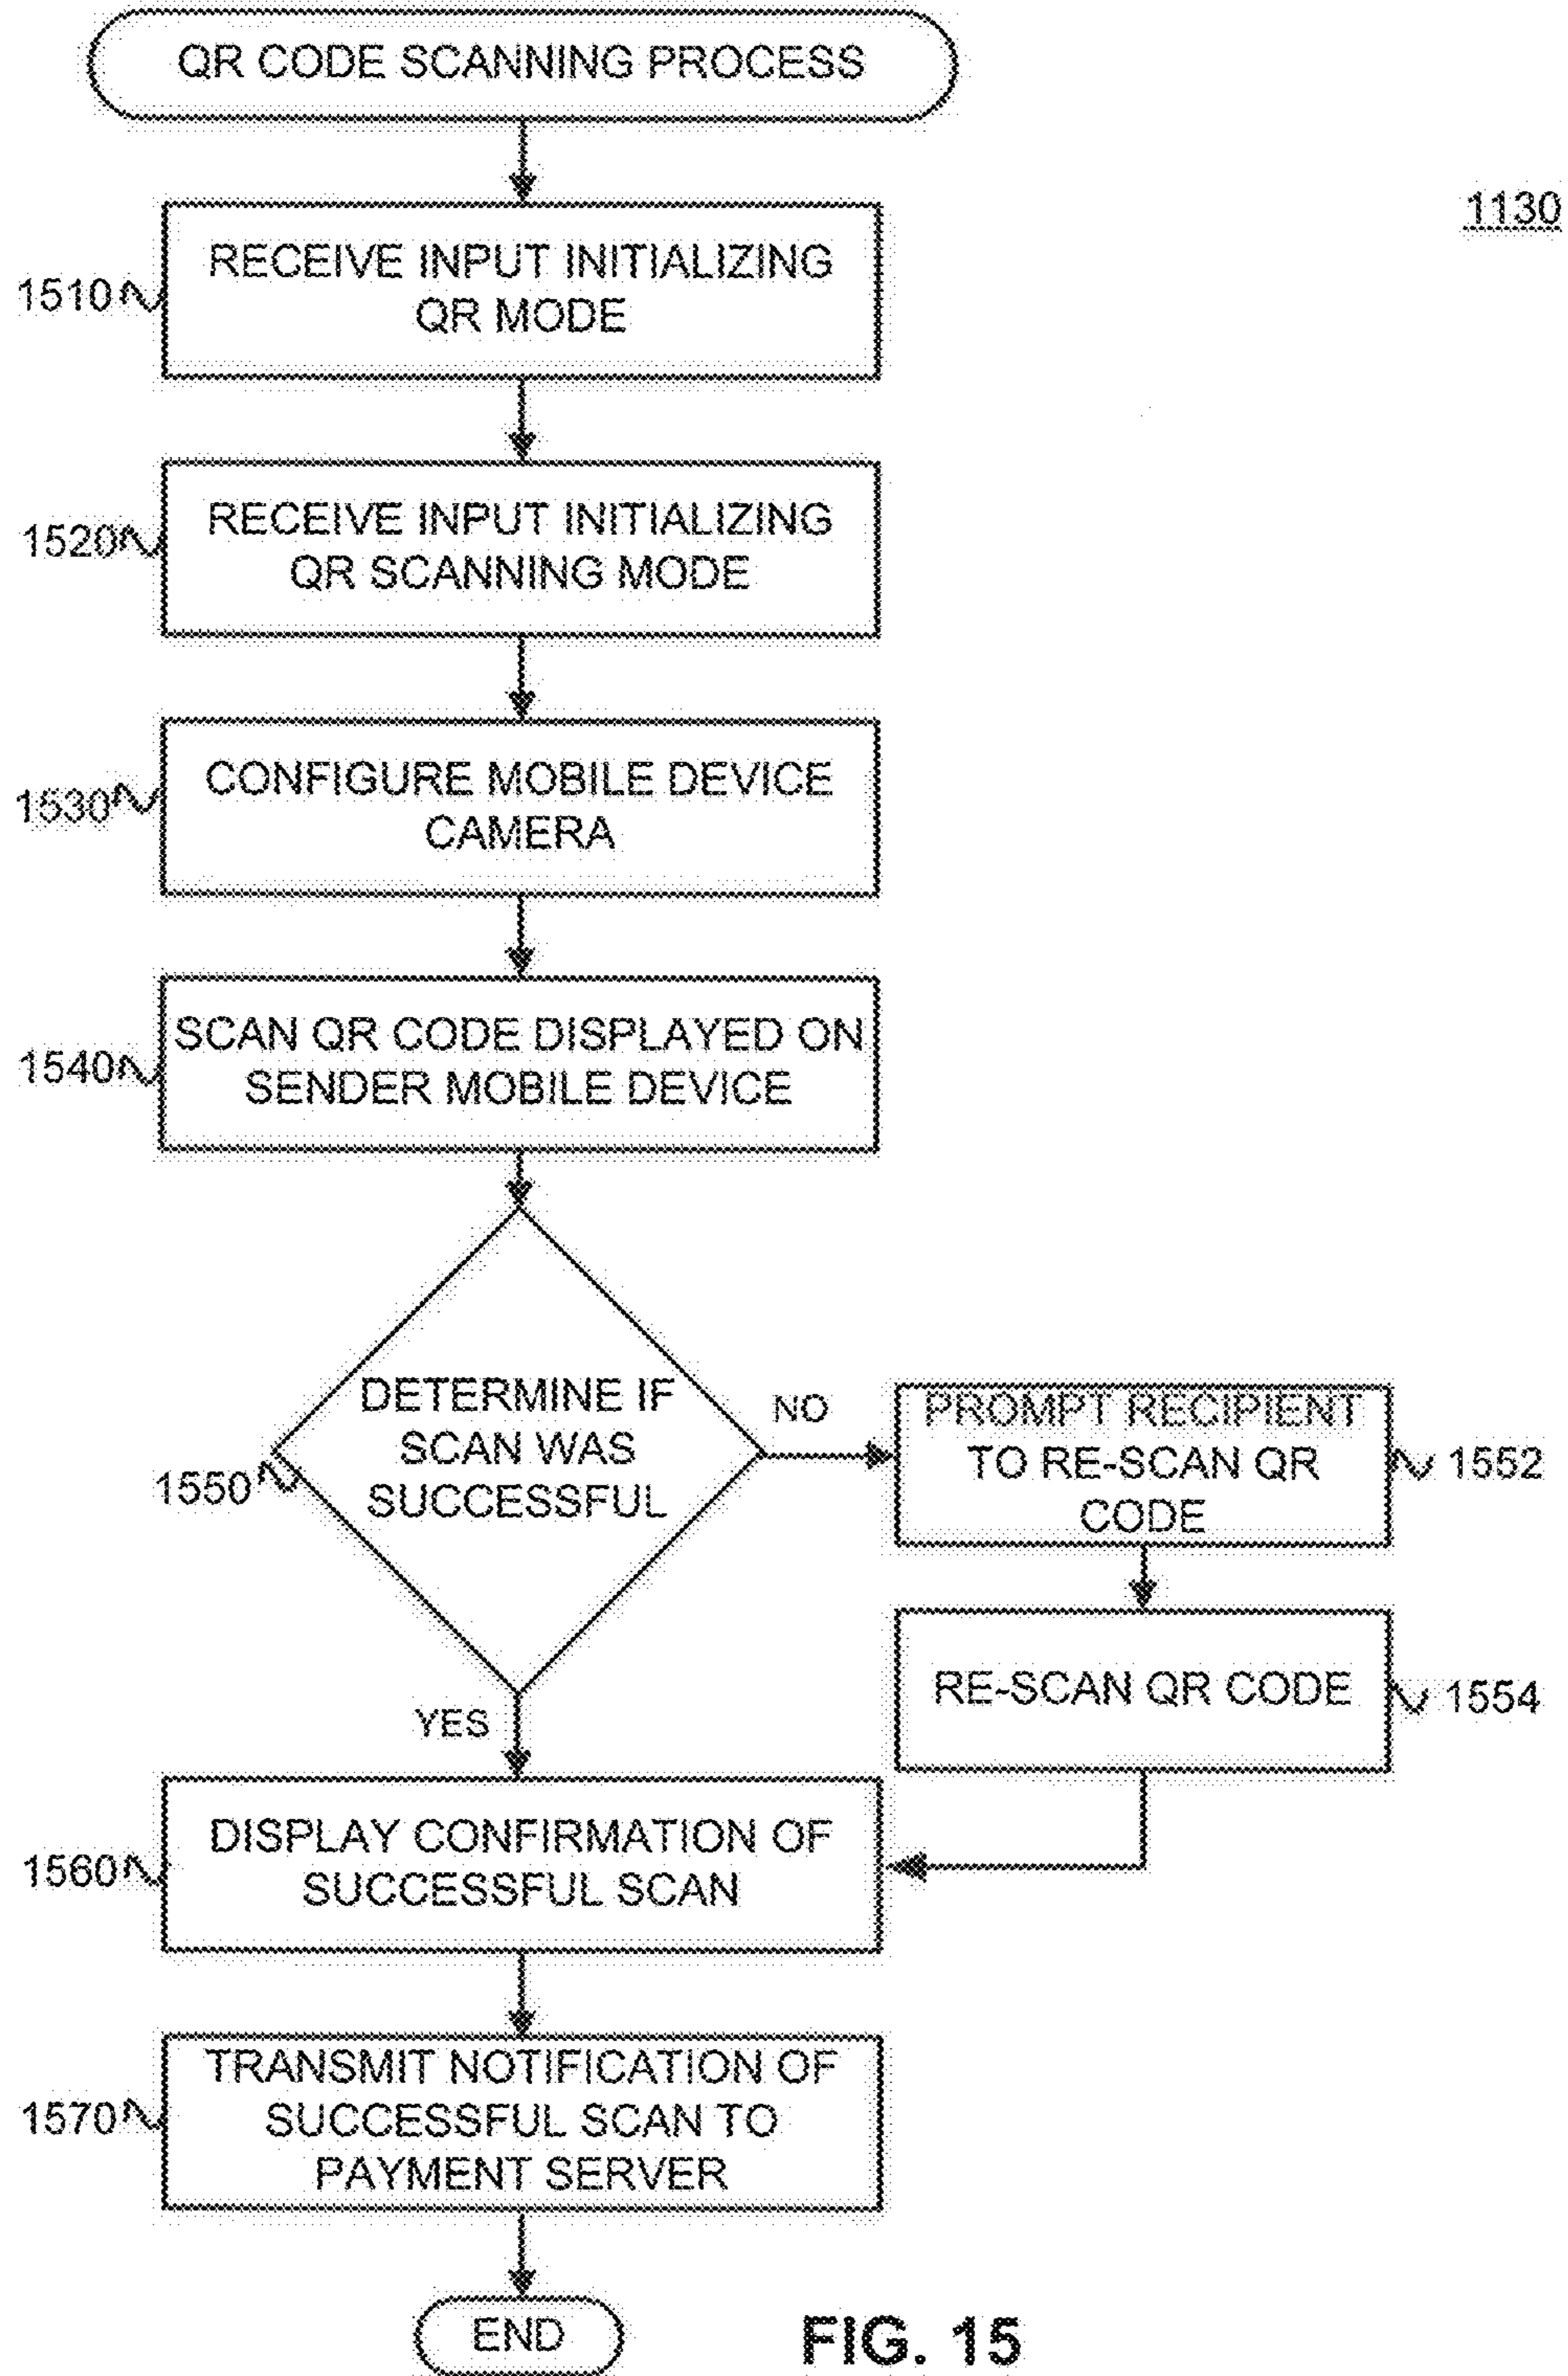 QR CODE SCANNING PROCESS
1130
RECEIVE INPUT INITIALIZING
QR MODE
1510
RECEIVE INPUT INITIALIZING
QR SCANNING MODE
1520
CONFIGURE MOBILE DEVICE
CAMERA
1530
SCAN QR CODE DISPLAYED ON
SENDER MOBILE DEVICE
1540
DETERMINE IF
SCAN WAS
SUCCESSFUL
1550
NO
PROMPT RECIPIENT
TO RE-SCAN QR
CODE
1552
RE-SCAN QR CODE
1554
YES
DISPLAY CONFIRMATION OF
SUCCESSFUL SCAN
1560
TRANSMIT NOTIFICATION OF
SUCCESSFUL SCAN TO
PAYMENT SERVER
1570
END
FIG. 15